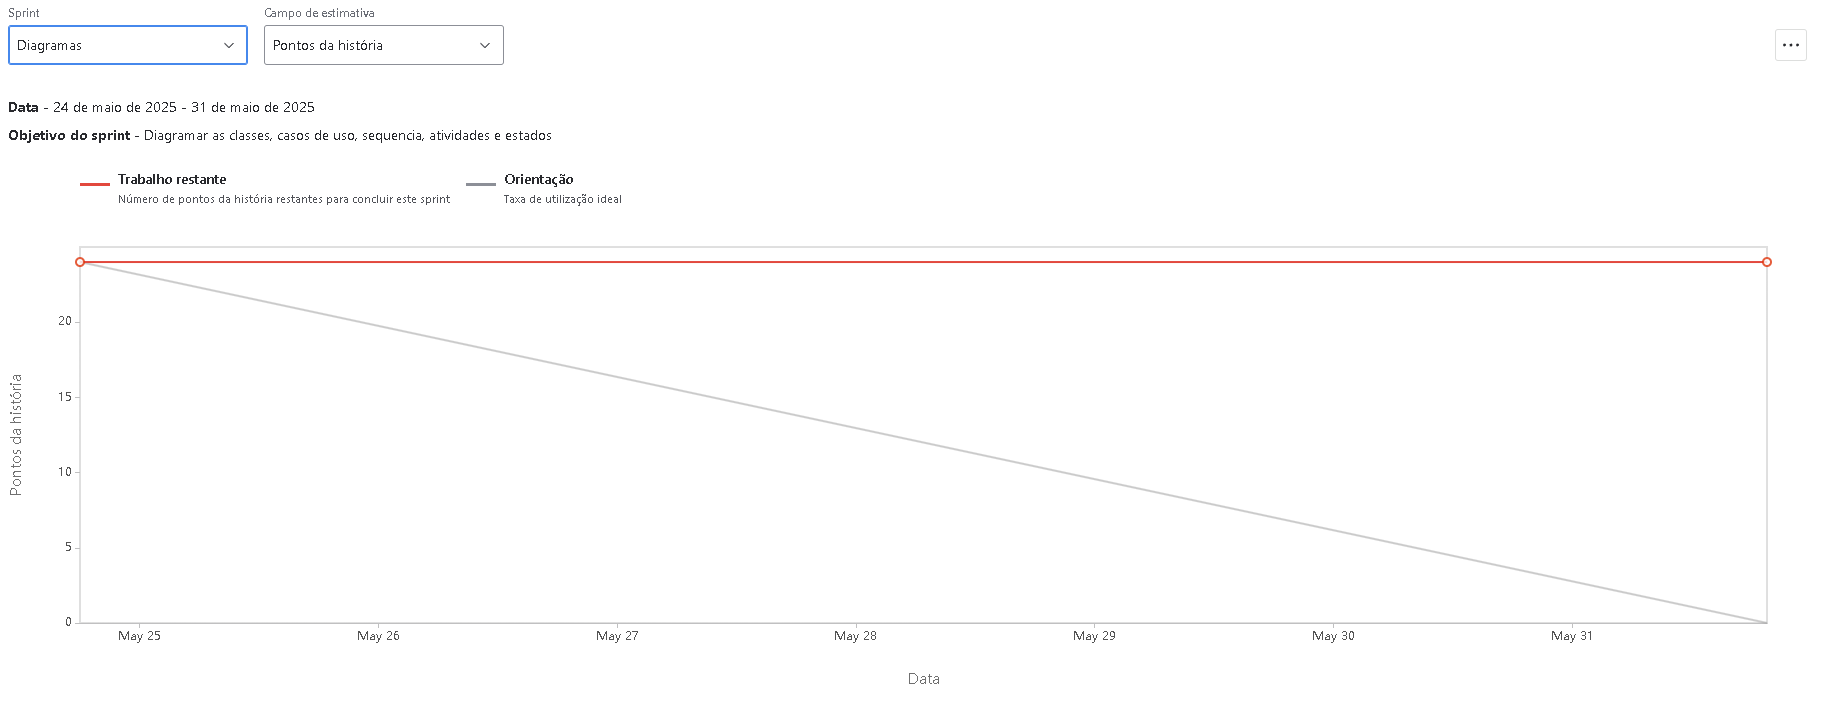 Sprint
Campo de estimativa
Diagramas
Pontos da história
Data - 24 de maio de 2025 - 31 de maio de 2025
Objetivo do sprint - Diagramar as classes, casos de uso, sequencia, atividades e estados
Trabalho restante
Número de pontos da história restantes para concluir este sprint
Orientação
Taxa de utilização ideal
Pontos da história
20
15
10
5
0
May 25
May 26
May 27
May 28
May 29
May 30
May 31
Data